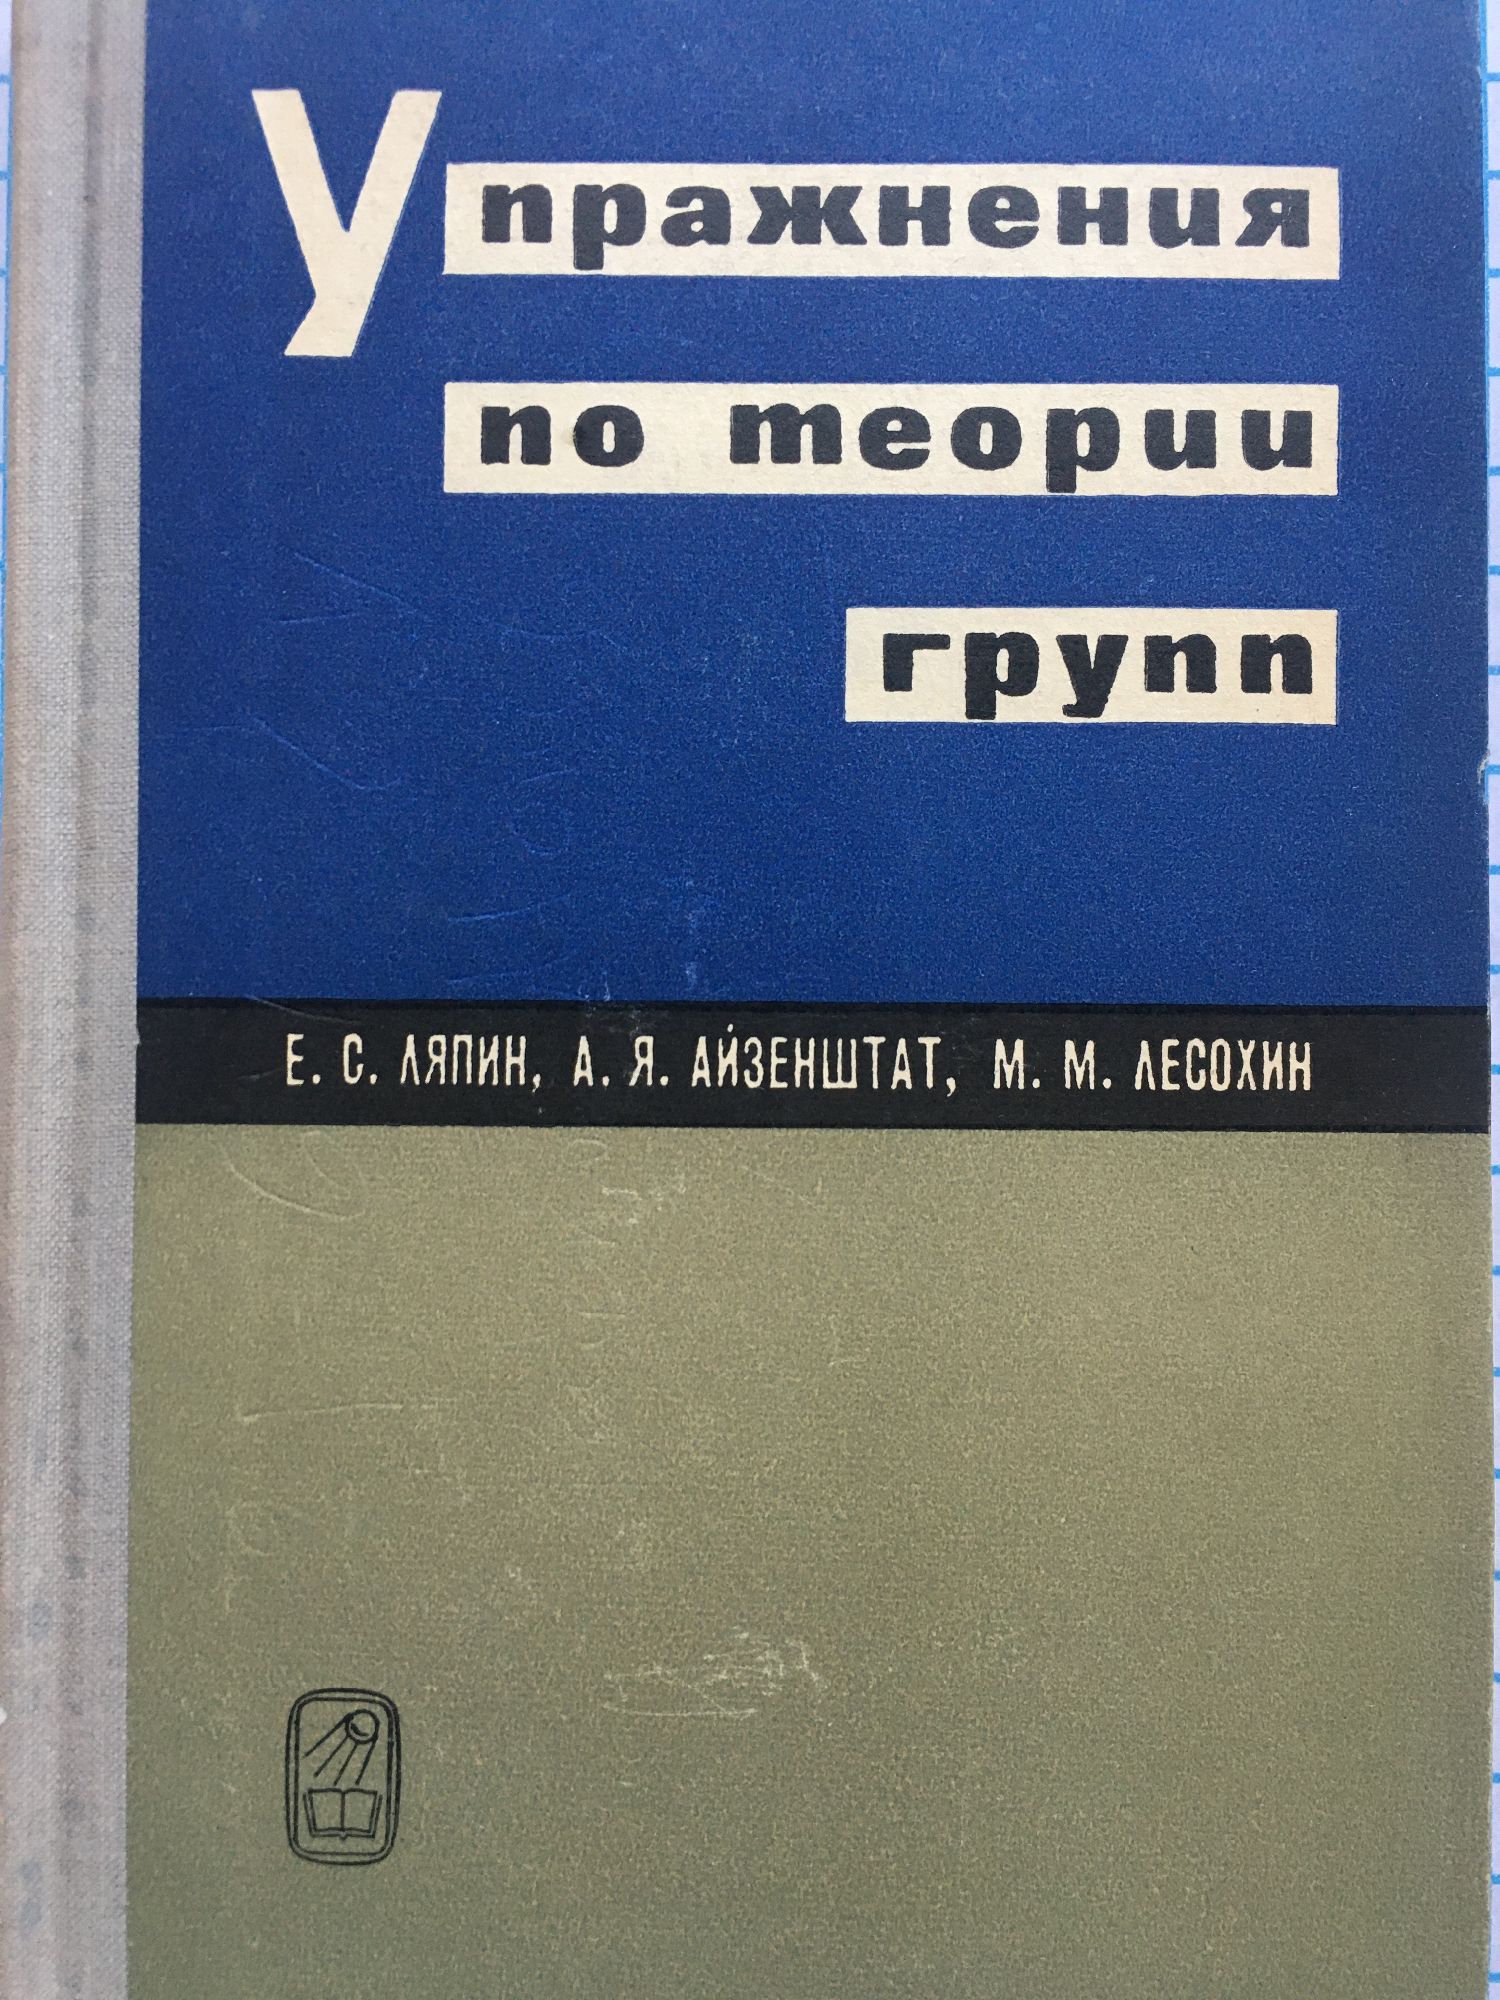 Упражнения
по теории
групп
Е. С. ЛЯПИН, А. Я. АЙЗЕНШТАТ, М. М. ЛЕСОХИН